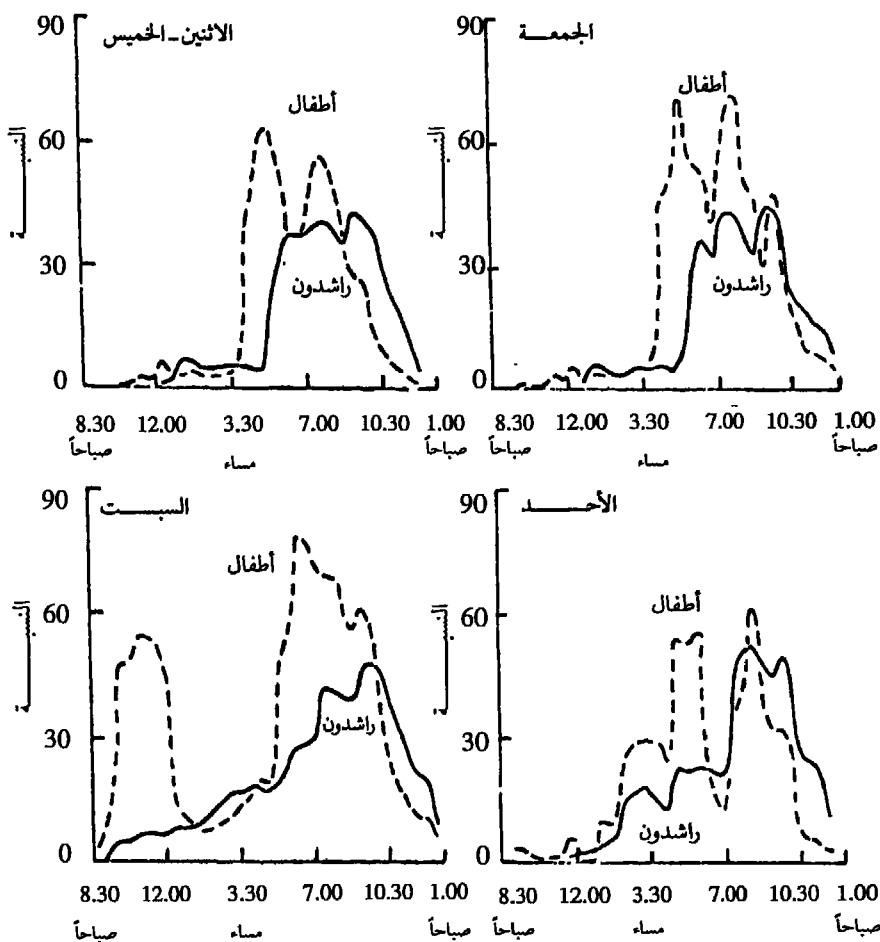 الاثنين-الخميس
90
60
30
0
النسبة
أطفال
راشدون
8.30 12.00 3.30 7.00 10.30 1.00
صباحاً مساء صباحاً
الجمعة
90
60
30
0
النسبة
أطفال
راشدون
8.30 12.00 3.30 7.00 10.30 1.00
صباحاً مساء صباحاً
السبت
90
60
30
0
النسبة
أطفال
راشدون
8.30 12.00 3.30 7.00 10.30 1.00
صباحاً مساء صباحاً
الأحد
90
60
30
0
النسبة
أطفال
راشدون
8.30 12.00 3.30 7.00 10.30 1.00
صباحاً مساء صباحاً